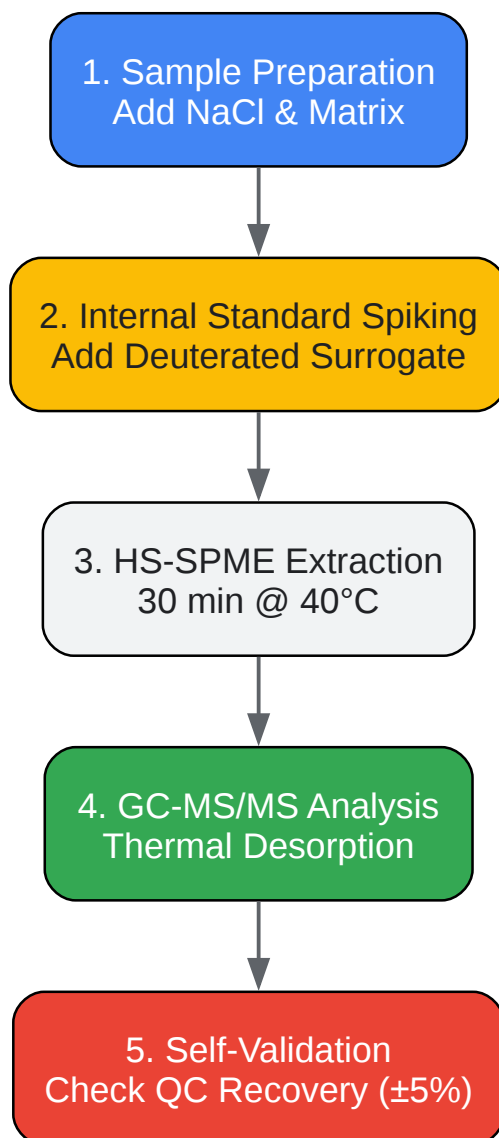 1. Sample Preparation
Add NaCl & Matrix
2. Internal Standard Spiking
Add Deuterated Surrogate
3. HS-SPME Extraction
30 min @ 40°C
4. GC-MS/MS Analysis
Thermal Desorption
5. Self-Validation
Check QC Recovery (±5%)